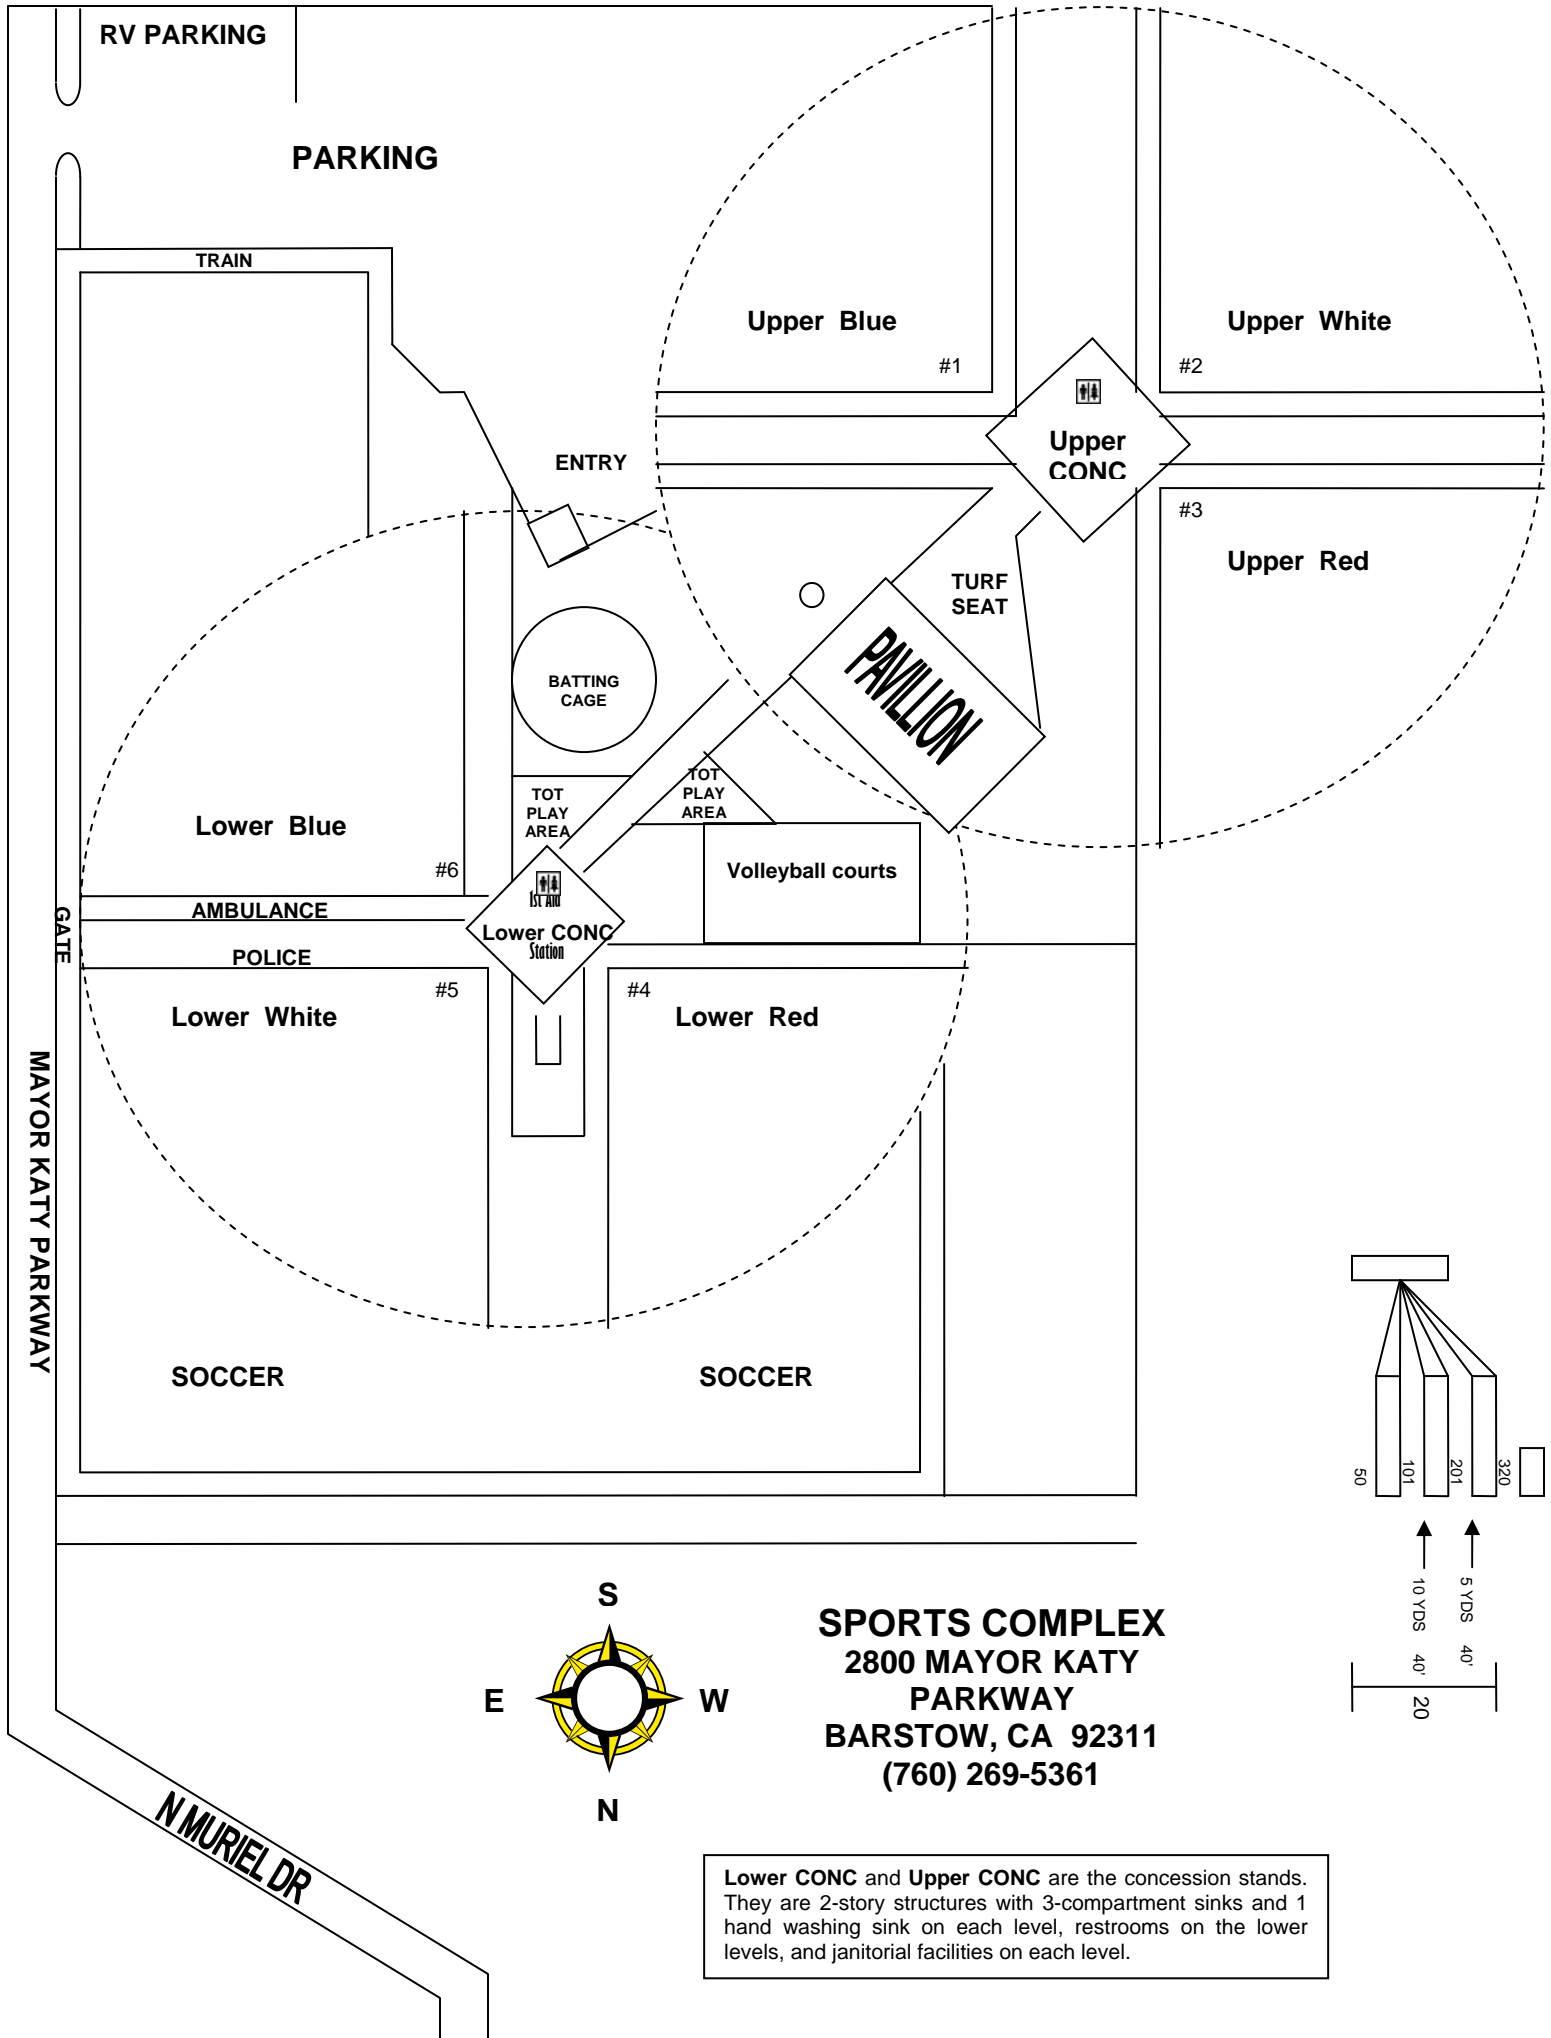 RV PARKING
PARKING
TRAIN
Upper Blue
#1
Upper White
#2
ENTRY
Upper
CONC
#3
Upper Red
TURF
SEAT
PAVILLION
BATTING
CAGE
TOT
PLAY
AREA
TOT
PLAY
AREA
Lower Blue
#6
Volleyball courts
AMBULANCE
GATE
POLICE
1st Aid
Lower CONC
Station
#5
Lower White
#4
Lower Red
MAYOR KATY PARKWAY
SOCCER
SOCCER
50
101
201
320
10 YDS 40'
5 YDS 40'
20
S
E
W
N
SPORTS COMPLEX
2800 MAYOR KATY
PARKWAY
BARSTOW, CA 92311
(760) 269-5361
N MURIEL DR
Lower CONC and Upper CONC are the concession stands.
They are 2-story structures with 3-compartment sinks and 1
hand washing sink on each level, restrooms on the lower
levels, and janitorial facilities on each level.